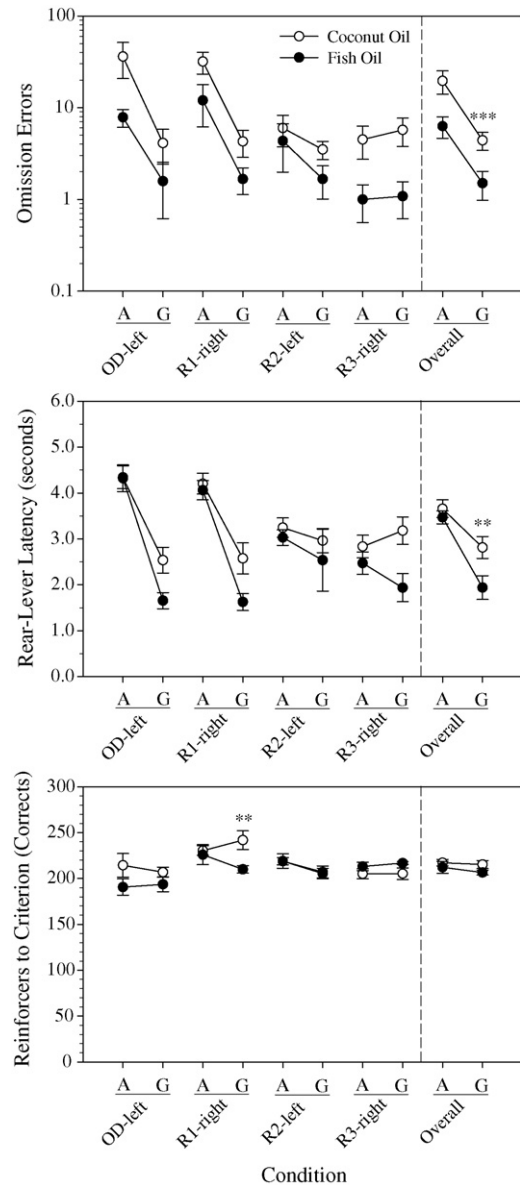 100
Coconut Oil
Fish Oil
10
***
1
0.1
Omission Errors
A G A G A G A G A G
OD-left R1-right R2-left R3-right Overall
6.0
5.0
4.0
3.0
**
2.0
1.0
0.0
Rear-Lever Latency (seconds)
A G A G A G A G A G
OD-left R1-right R2-left R3-right Overall
300
**
250
200
150
100
50
0
Reinforcers to Criterion (Corrects)
A G A G A G A G A G
OD-left R1-right R2-left R3-right Overall
Condition